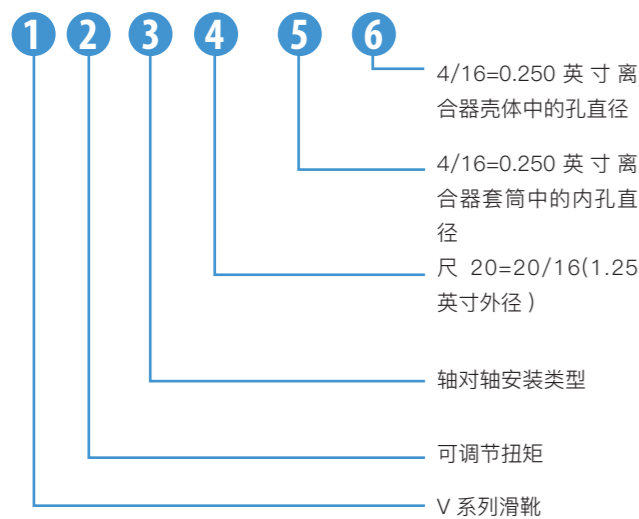 1 2 3 4 5 6
4/16=0.250 英寸离
合器壳体中的孔直径
4/16=0.250 英寸离
合器套筒中的内孔直
径
尺 20=20/16(1.25
英寸外径 )
轴对轴安装类型
可调节扭矩
V 系列滑靴